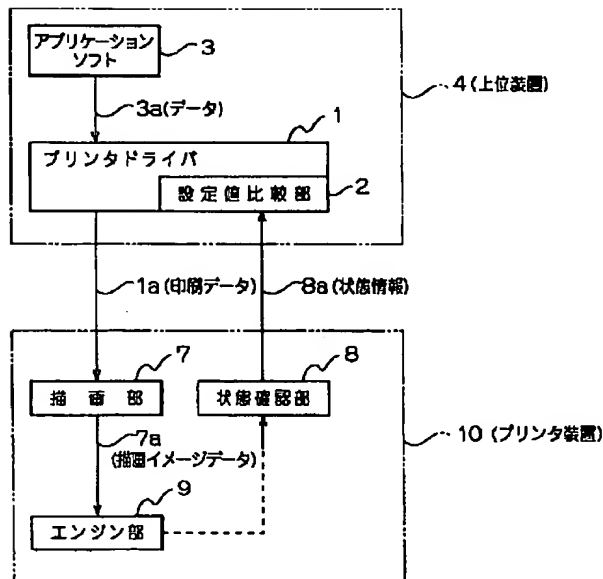 アプリケーション
ソフト
3
4(上位装置)
3a(データ)
1
プリンタドライバ
設定値比較部
2
1a(印刷データ)
8a(状態情報)
7
8
描画部
状態確認部
7a
(描画イメージデータ)
10(プリンタ装置)
9
エンジン部